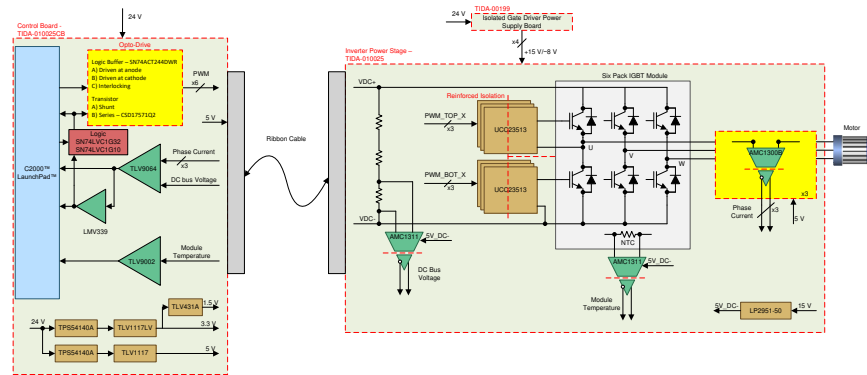 24 V
Control Board -
TIDA-010025CB
Opto-Drive
Logic Buffer – SN74ACT244DWR
A) Driven at anode
B) Driven at cathode
C) Interlocking
Transistor
A) Shunt
B) Series – CSD17571Q2
PWM
x6
5 V
Logic
SN74LVC1G32
SN74LVC1G10
C2000™
LaunchPad™
TLV9064
Phase Current
x3
DC bus Voltage
LMV339
TLV9002
Module
Temperature
TLV431A
1.5 V
24 V
TPS54140A
TLV1117LV
3.3 V
TPS54140A
TLV1117
5 V
Ribbon Cable
TIDA-00199
24 V
Isolated Gate Driver Power
Supply Board
x4
+15 V/–8 V
Inverter Power Stage –
TIDA-010025
VDC+
Reinforced Isolation
Six Pack IGBT Module
PWM_TOP_X
x3
UCC23513
PWM_BOT_X
x3
UCC23513
U
V
W
VDC-
AMC1311
5V_DC-
DC Bus
Voltage
NTC
AMC1311
5V_DC-
Module
Temperature
AMC1300B
x3
Phase
Current
x3
5 V
Motor
5V_DC-
LP2951-50
15 V